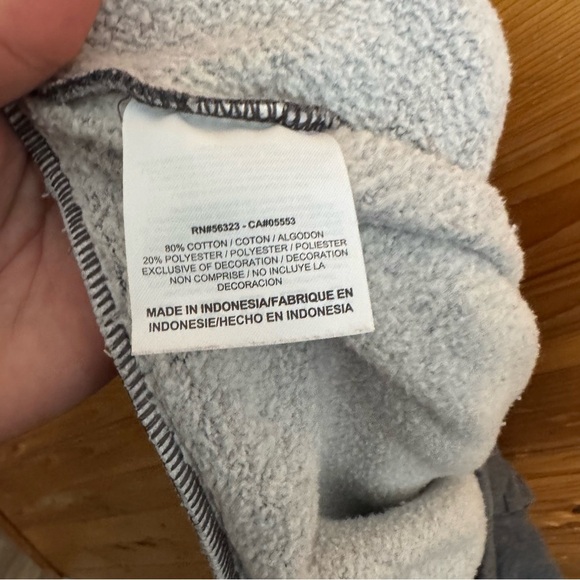 RN#56323 - CA#05553
80% COTTON / COTON / ALGODON
20% POLYESTER / POLYESTER / POLIESTER
EXCLUSIVE OF DECORATION / DECORATION
NON COMPRISE / NO INCLUYE LA
DECORACION
MADE IN INDONESIA/FABRIQUE EN
INDONESIE/HECHO EN INDONESIA